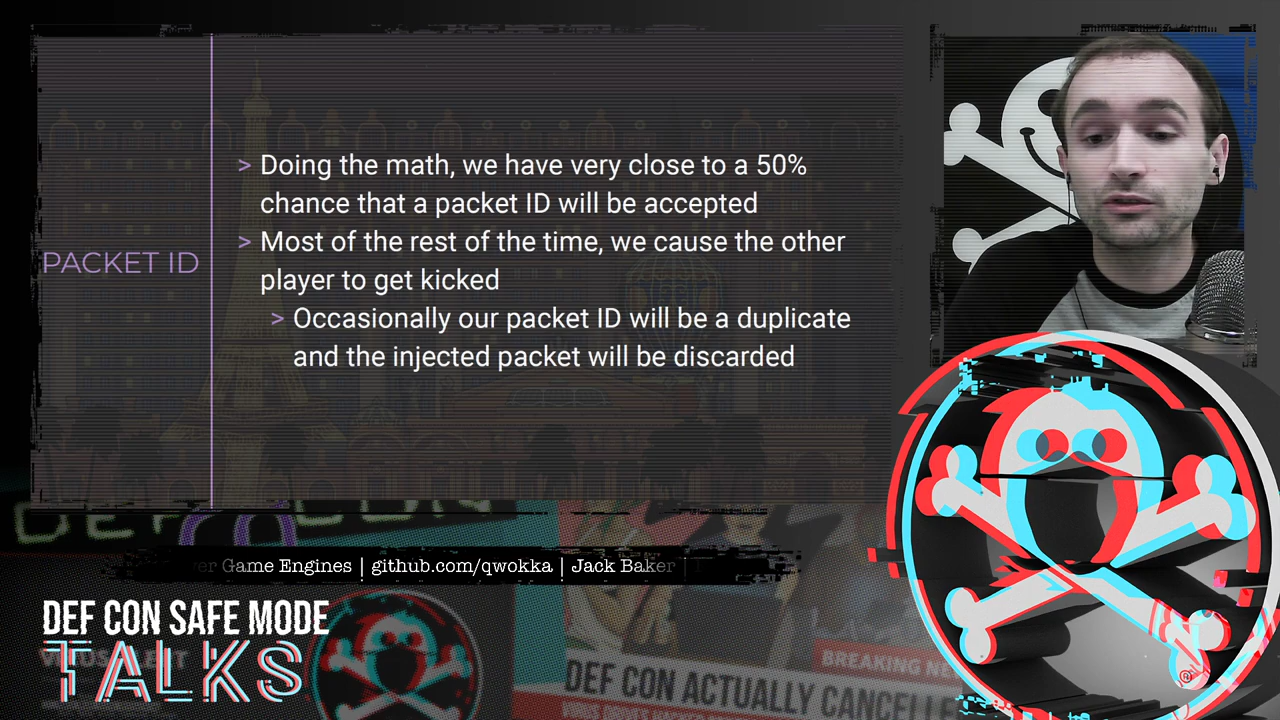 PACKET ID
> Doing the math, we have very close to a 50%
chance that a packet ID will be accepted
> Most of the rest of the time, we cause the other
player to get kicked
> Occasionally our packet ID will be a duplicate
and the injected packet will be discarded
DEF CON
Game Engines | github.com/qwokka | Jack Baker |
DEF CON SAFE MODE
TALKS
BREAKING
DEF CON ACTUALLY